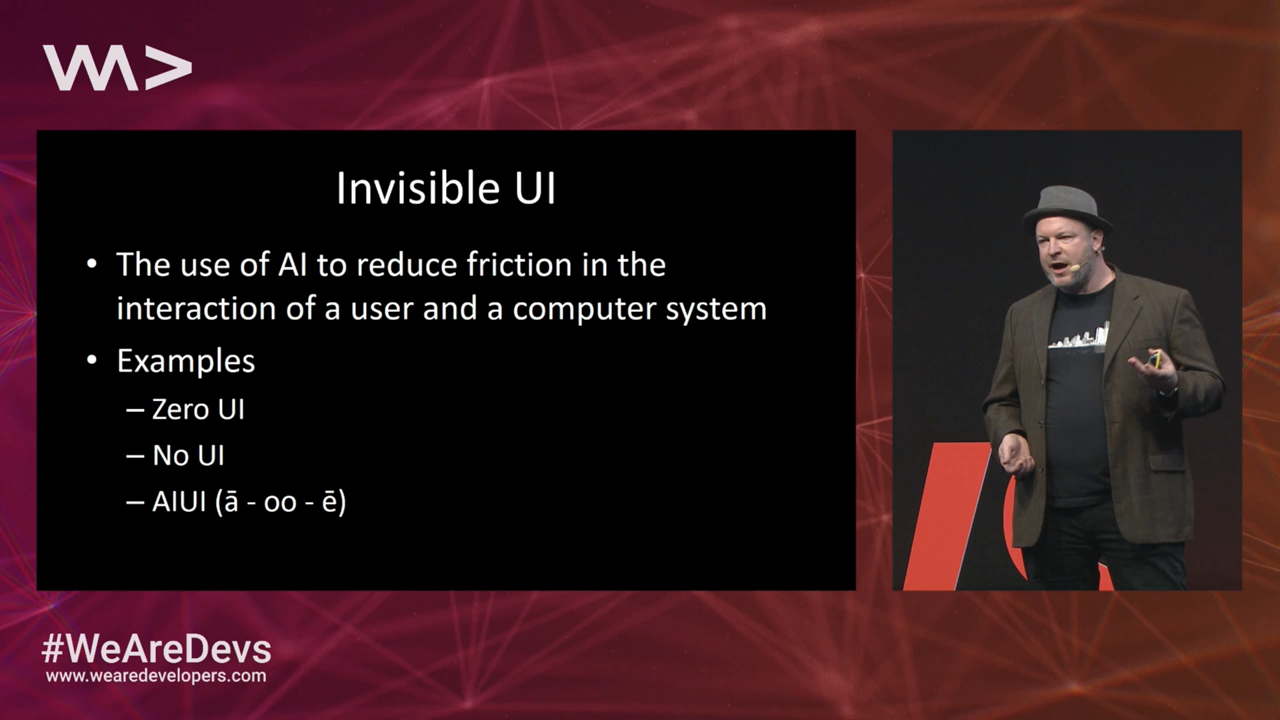 WA>
Invisible UI
• The use of AI to reduce friction in the
interaction of a user and a computer system
• Examples
– Zero UI
– No UI
– AIUI (ā - oo - ē)
#WeAreDevs
www.wearedevelopers.com